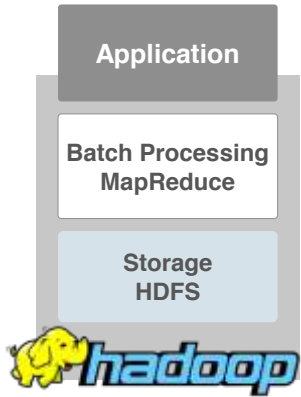 Application
Batch Processing
MapReduce
Storage
HDFS
hadoop